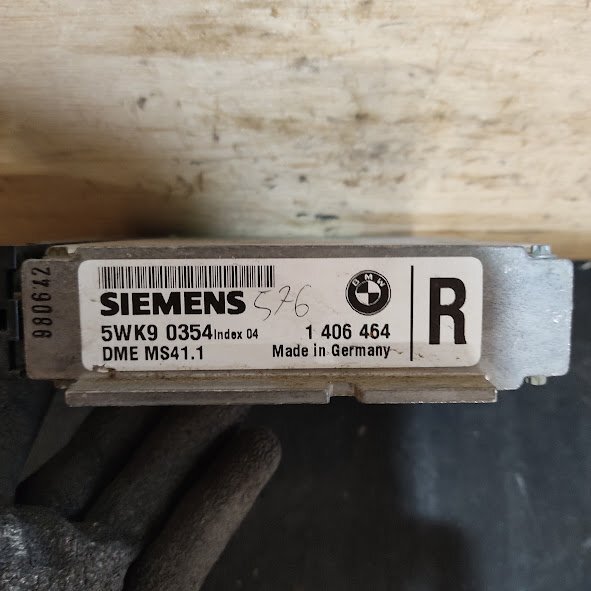 980642
SIEMENS 576
BMW
5WK9 0354 Index 04 1 406 464
DME MS41.1 Made in Germany
R